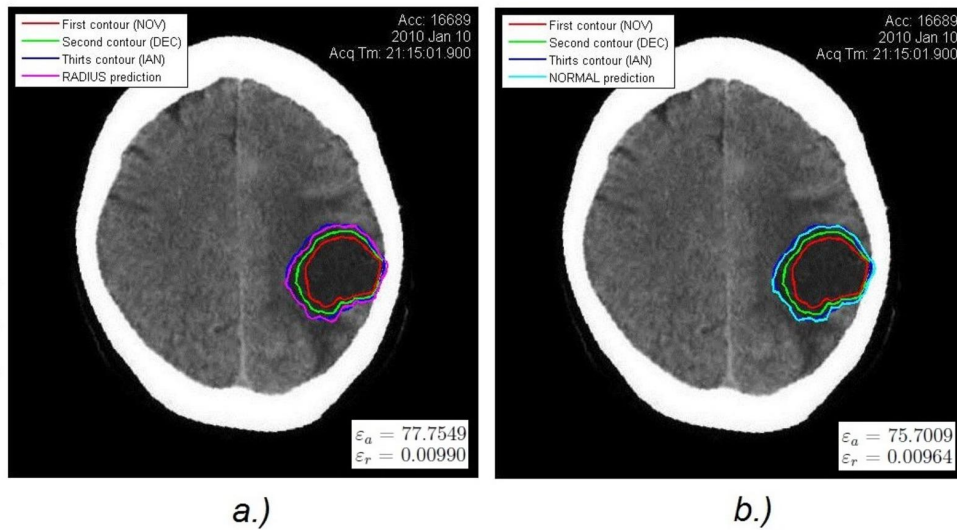 First contour (NOV)
Second contour (DEC)
Thirts contour (IAN)
RADIUS prediction
Acc: 16689
2010 Jan 10
Acq Tm: 21:15:01.900
εa = 77.7549
εr = 0.00990
a.)
First contour (NOV)
Second contour (DEC)
Thirts contour (IAN)
NORMAL prediction
Acc: 16689
2010 Jan 10
Acq Tm: 21:15:01.900
εa = 75.7009
εr = 0.00964
b.)